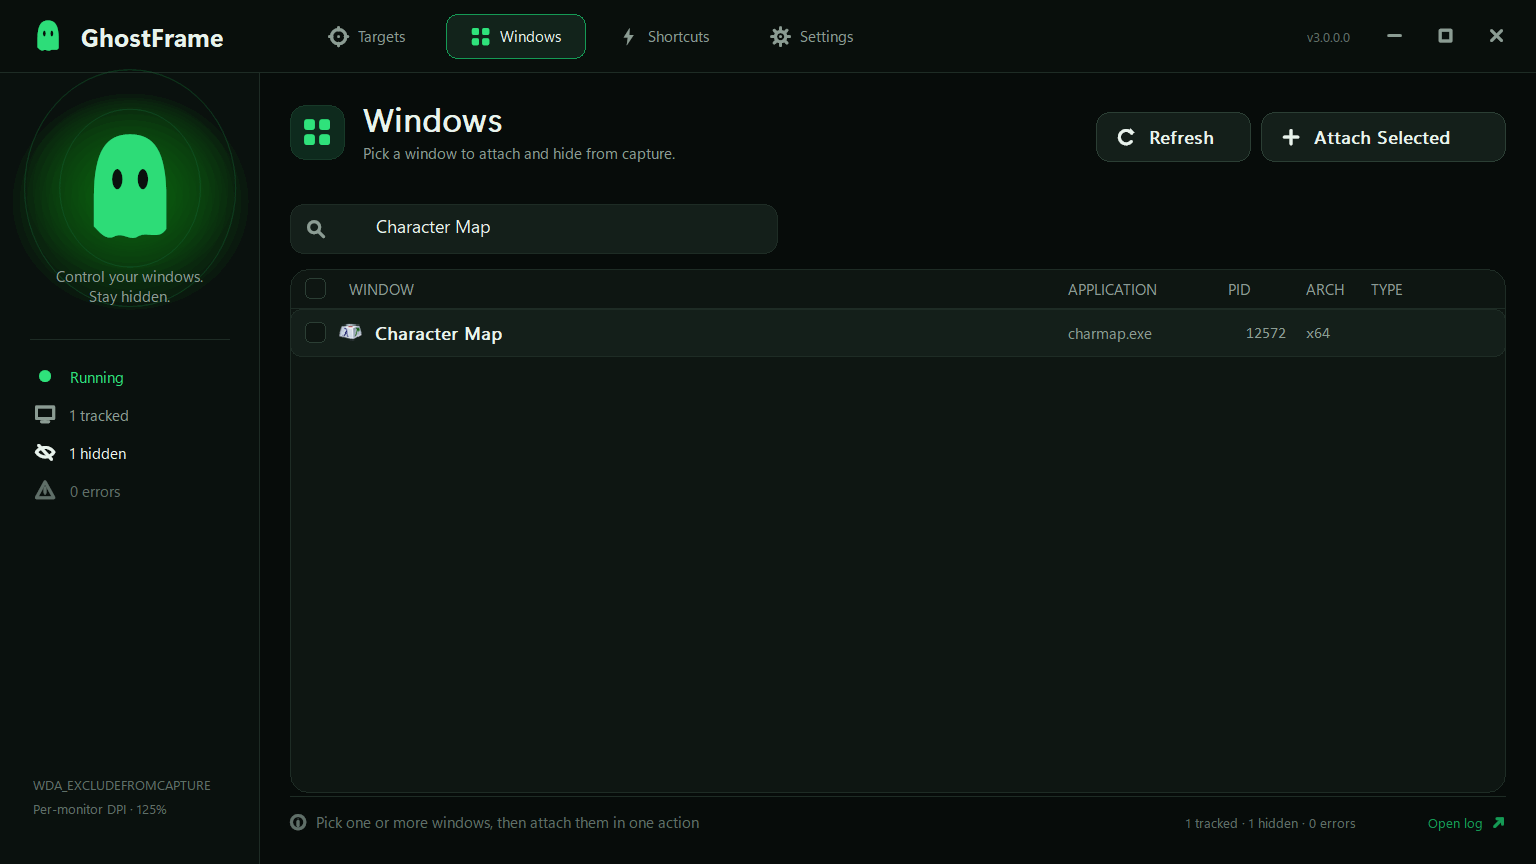 GhostFrame
Targets
Windows
Shortcuts
Settings
v3.0.0.0
Control your windows.
Stay hidden.
Running
1 tracked
1 hidden
0 errors
WDA_EXCLUDEFROMCAPTURE
Per-monitor DPI · 125%
Windows
Pick a window to attach and hide from capture.
Refresh
Attach Selected
Character Map
WINDOW APPLICATION PID ARCH TYPE
Character Map charmap.exe 12572 x64
Pick one or more windows, then attach them in one action
1 tracked · 1 hidden · 0 errors
Open log